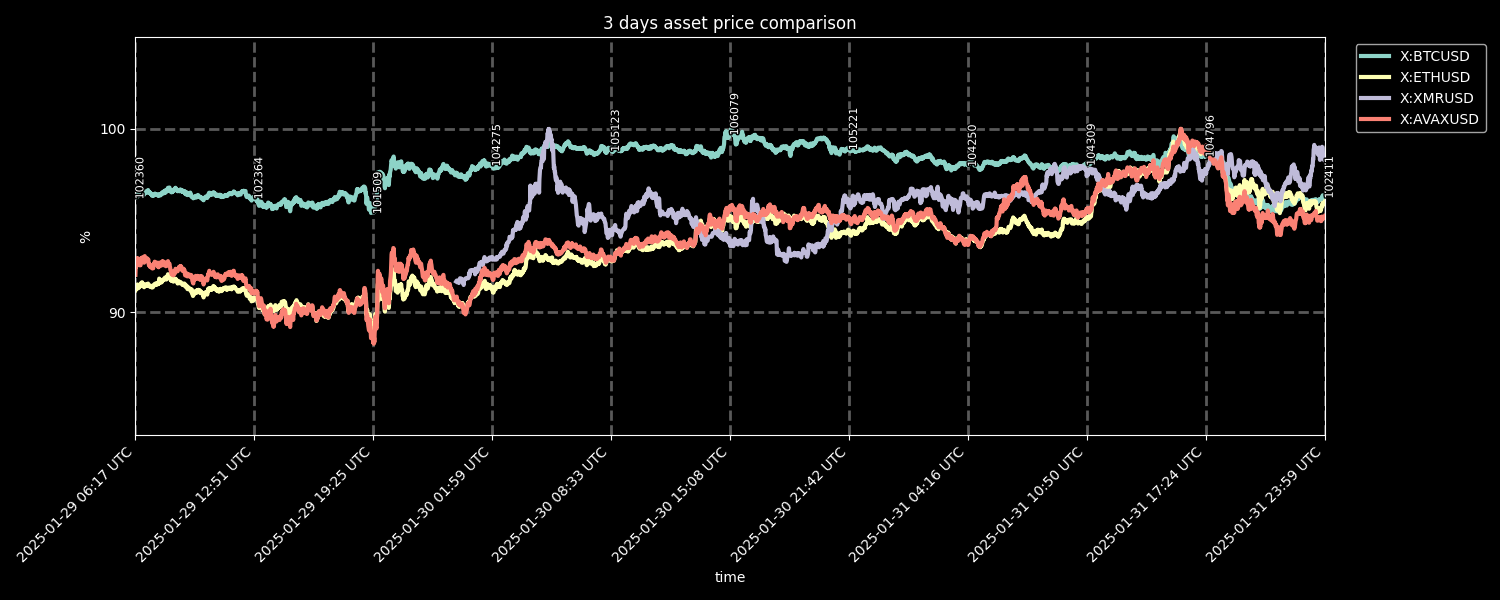 3 days asset price comparison
X:BTCUSD
X:ETHUSD
X:XMRUSD
X:AVAXUSD
100
90
%
102360
102364
101509
104275
105123
106079
105221
104250
104309
104796
102411
2025-01-29 06:17 UTC
2025-01-29 12:51 UTC
2025-01-29 19:25 UTC
2025-01-30 01:59 UTC
2025-01-30 08:33 UTC
2025-01-30 15:08 UTC
2025-01-30 21:42 UTC
2025-01-31 04:16 UTC
2025-01-31 10:50 UTC
2025-01-31 17:24 UTC
2025-01-31 23:59 UTC
time